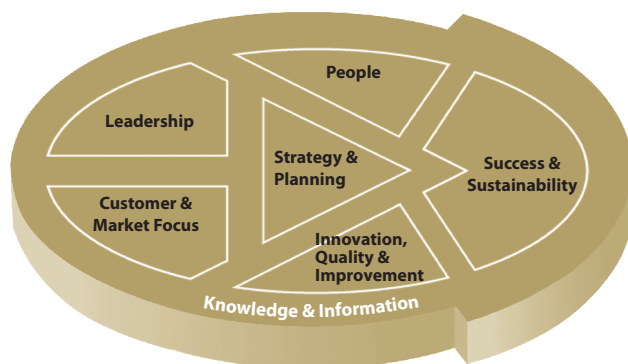 People
Leadership
Strategy &
Planning
Success &
Sustainability
Customer &
Market Focus
Innovation,
Quality &
Improvement
Knowledge & Information